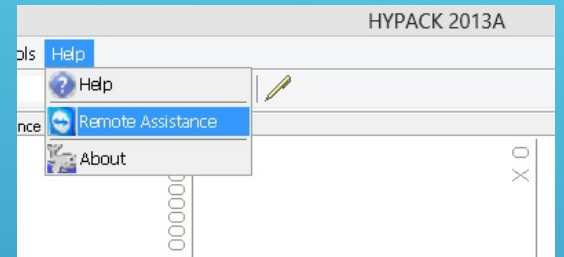 HYPACK 2013A
ols Help
Help
nce Remote Assistance
About